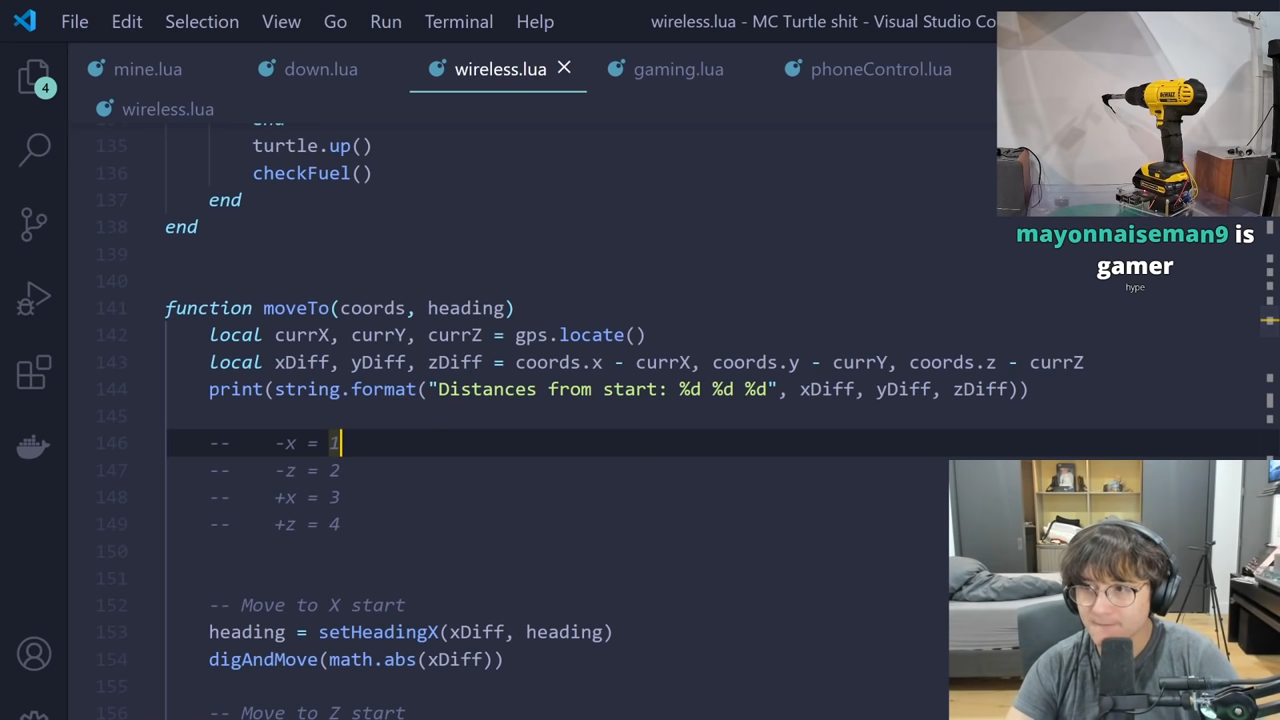 File Edit Selection View Go Run Terminal Help wireless.lua - MC Turtle shit - Visual Studio Co
mine.lua down.lua wireless.lua gaming.lua phoneControl.lua
wireless.lua
4
end
135 turtle.up()
136 checkFuel()
137 end
138 end
139
140
141 function moveTo(coords, heading)
142 local currX, currY, currZ = gps.locate()
143 local xDiff, yDiff, zDiff = coords.x - currX, coords.y - currY, coords.z - currZ
144 print(string.format("Distances from start: %d %d %d", xDiff, yDiff, zDiff))
145
146 -- -x = 1
147 -- -z = 2
148 -- +x = 3
149 -- +z = 4
150
151
152 -- Move to X start
153 heading = setHeadingX(xDiff, heading)
154 digAndMove(math.abs(xDiff))
155
156 -- Move to Z start
DEWALT
mayonnaiseman9 is
gamer
hype